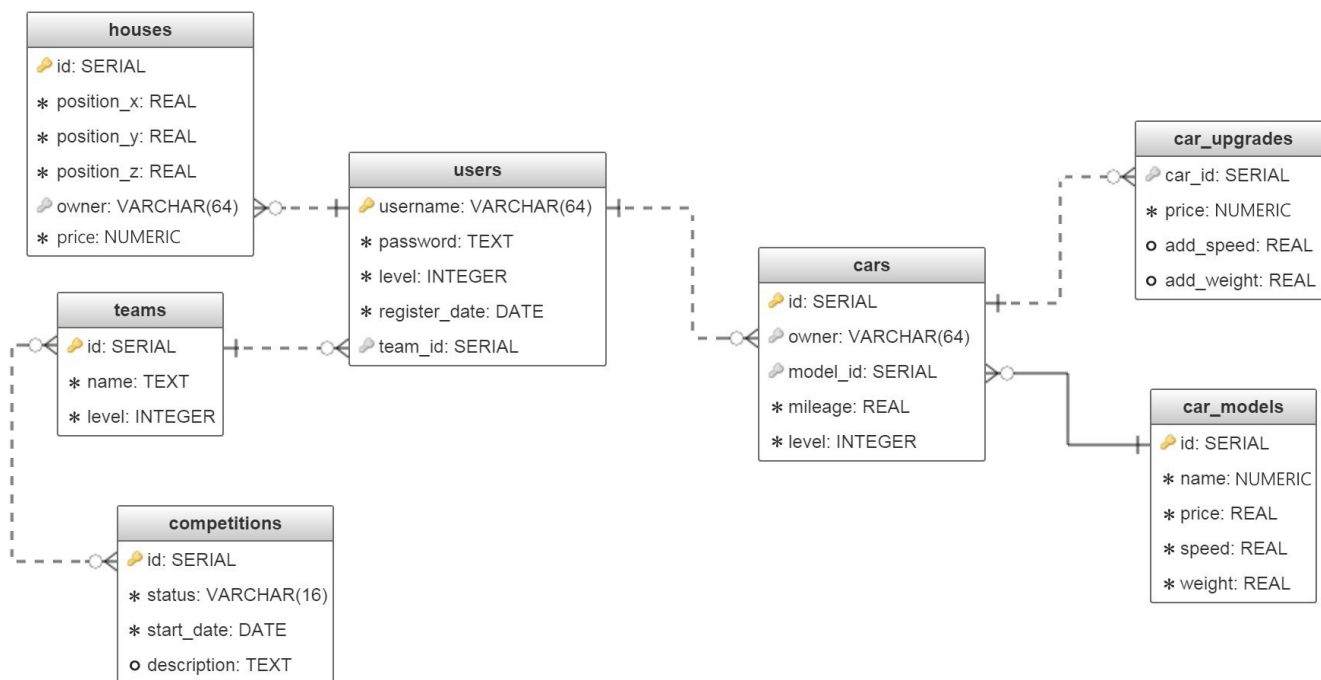 houses
id: SERIAL
* position_x: REAL
* position_y: REAL
* position_z: REAL
owner: VARCHAR(64)
* price: NUMERIC
users
username: VARCHAR(64)
* password: TEXT
* level: INTEGER
* register_date: DATE
team_id: SERIAL
teams
id: SERIAL
* name: TEXT
* level: INTEGER
competitions
id: SERIAL
* status: VARCHAR(16)
* start_date: DATE
description: TEXT
cars
id: SERIAL
owner: VARCHAR(64)
model_id: SERIAL
* mileage: REAL
* level: INTEGER
car_upgrades
car_id: SERIAL
* price: NUMERIC
add_speed: REAL
add_weight: REAL
car_models
id: SERIAL
* name: NUMERIC
* price: REAL
* speed: REAL
* weight: REAL